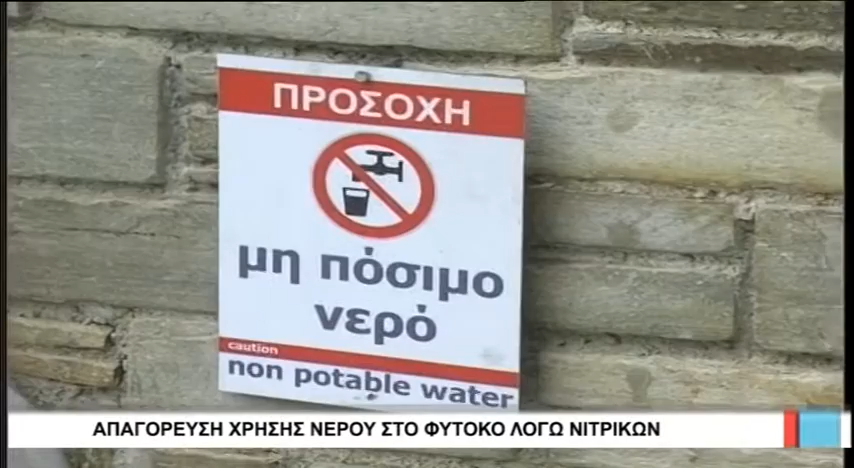 ΠΡΟΣΟΧΗ
μη πόσιμο
νερό
caution
non potable water
ΑΠΑΓΟΡΕΥΣΗ ΧΡΗΣΗΣ ΝΕΡΟΥ ΣΤΟ ΦΥΤΟΚΟ ΛΟΓΩ ΝΙΤΡΙΚΩΝ